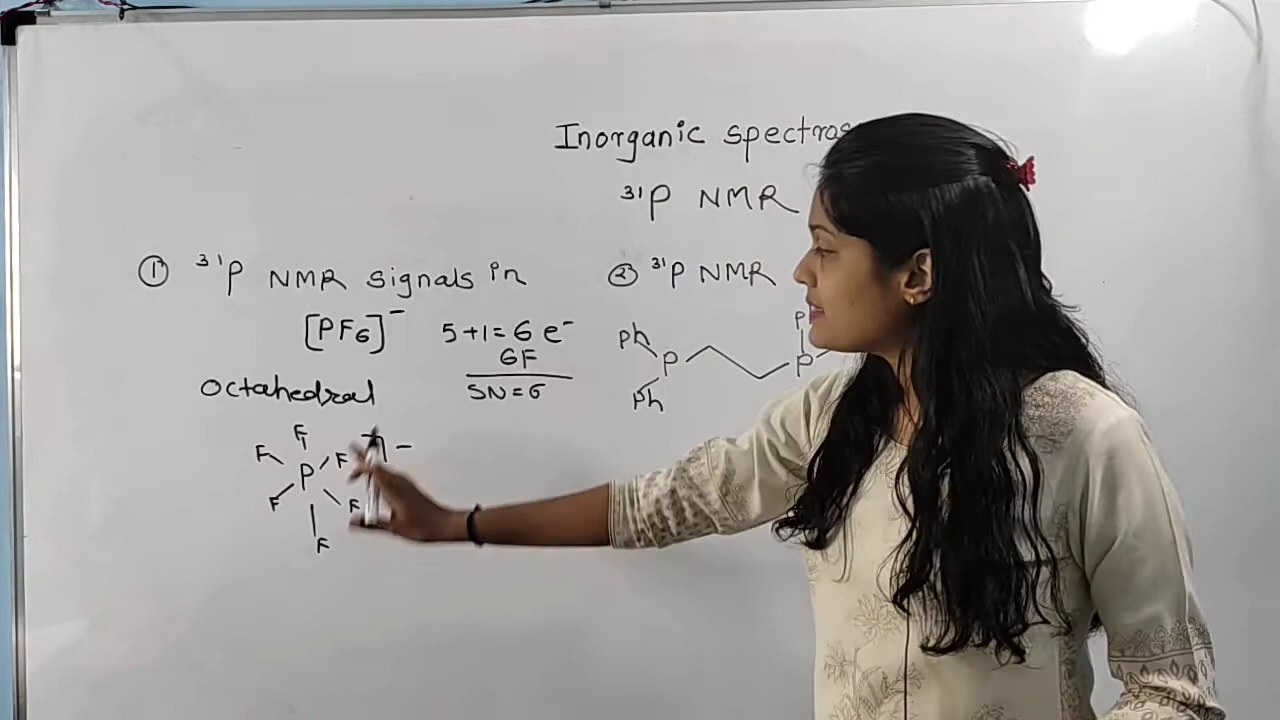 Inorganic
³¹P NMR
① ³¹P NMR signals in
[PF6]⁻
5+1=6 e⁻
6F
SN=6
Octahedral
F
F
F
P
F
F
F
⁻
② ³¹P NMR
Ph
P
Ph
P
P